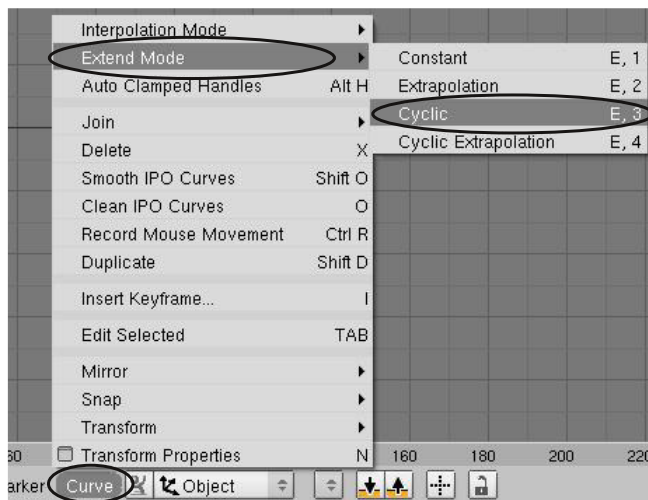 Interpolation Mode
Extend Mode
Auto Clamped Handles Alt H
Join
Delete X
Smooth IPO Curves Shift O
Clean IPO Curves O
Record Mouse Movement Ctrl R
Duplicate Shift D
Insert Keyframe... I
Edit Selected TAB
Mirror
Snap
Transform
Transform Properties N
Constant E, 1
Extrapolation E, 2
Cyclic E, 3
Cyclic Extrapolation E, 4
60 160 180 200 220
arker Curve Object